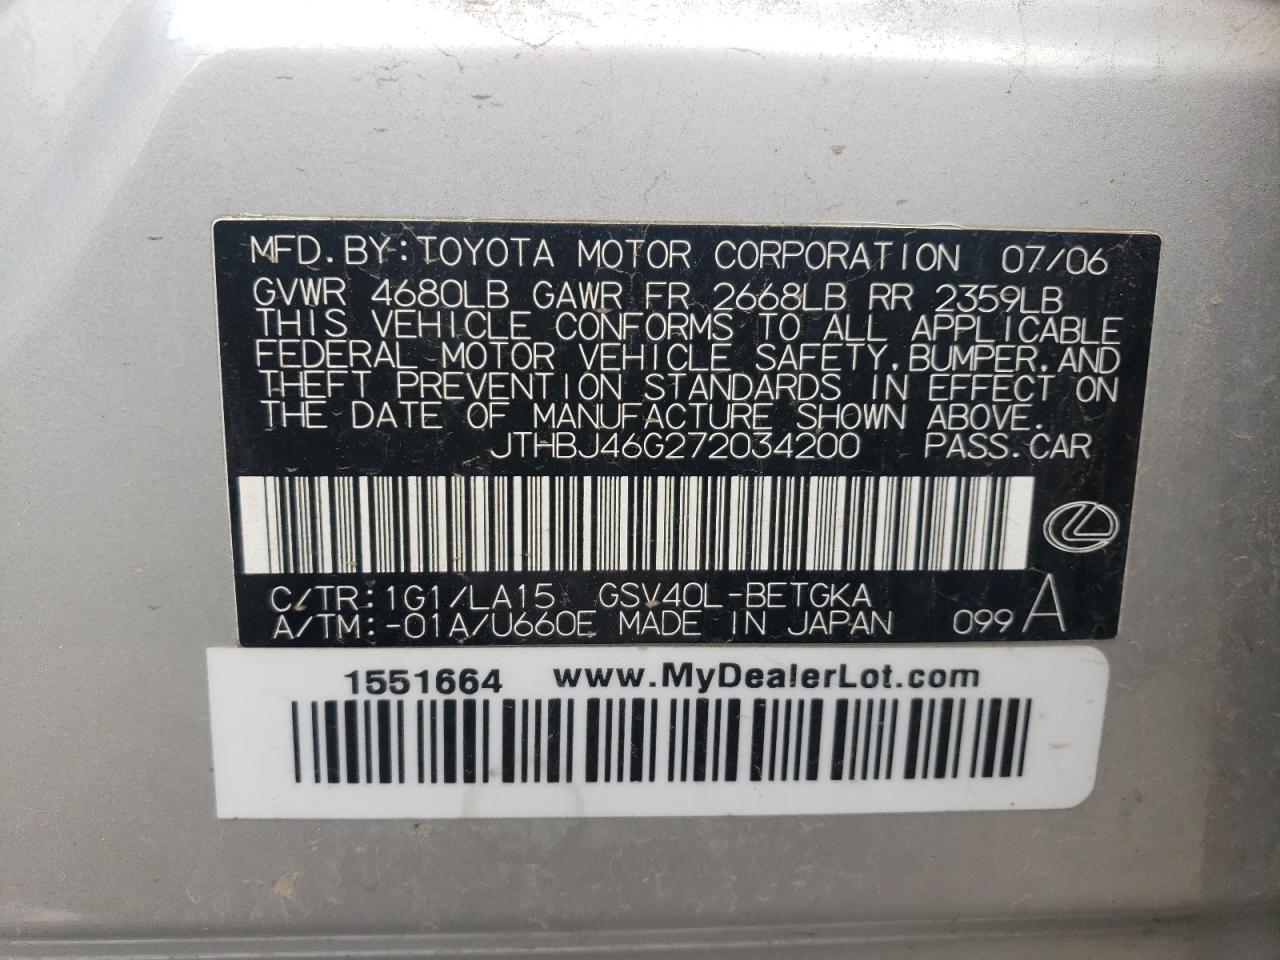 MFD. BY: TOYOTA MOTOR CORPORATION 07/06
GVWR 4680LB GAWR FR 2668LB RR 2359LB
THIS VEHICLE CONFORMS TO ALL APPLICABLE
FEDERAL MOTOR VEHICLE SAFETY, BUMPER, AND
THEFT PREVENTION STANDARDS IN EFFECT ON
THE DATE OF MANUFACTURE SHOWN ABOVE.
JTHBJ46G272034200 PASS. CAR
C/TR: 1G1/LA15 GSV40L-BETGKA
A/TM: -01A/U660E MADE IN JAPAN 099 A
1551664 www.MyDealerLot.com